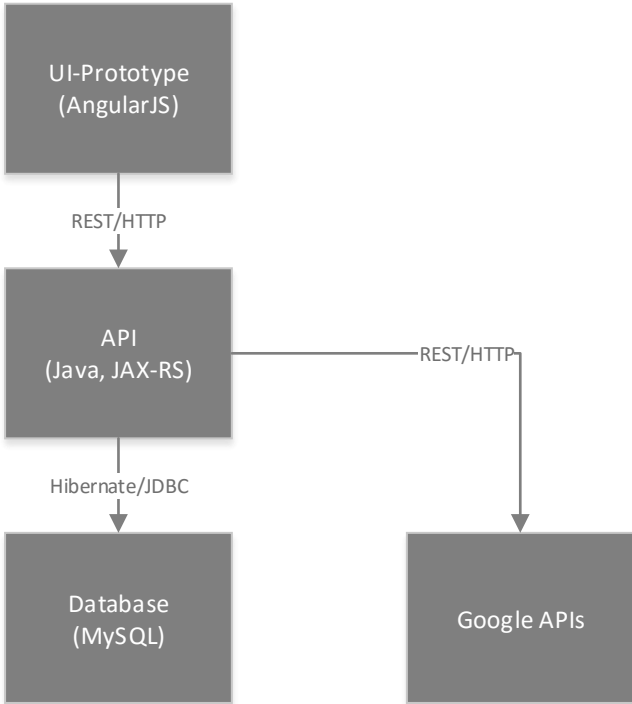 UI-Prototype
(AngularJS)
REST/HTTP
API
(Java, JAX-RS)
REST/HTTP
Hibernate/JDBC
Database
(MySQL)
Google APIs